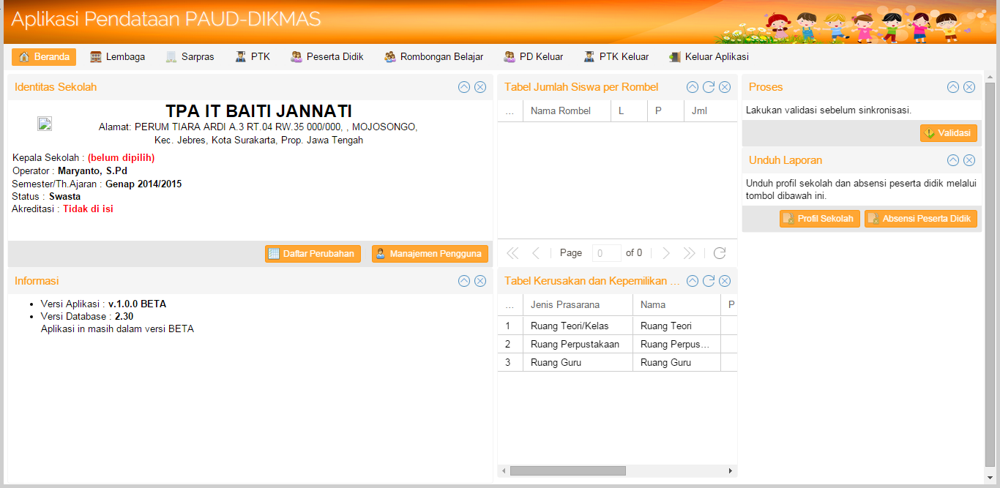 Aplikasi Pendataan PAUD-DIKMAS
Beranda Lembaga Sarpras PTK Peserta Didik Rombongan Belajar PD Keluar PTK Keluar Keluar Aplikasi
Identitas Sekolah
TPA IT BAITI JANNATI
Alamat: PERUM TIARA ARDI A.3 RT.04 RW.35 000/000, , MOJOSONGO,
Kec. Jebres, Kota Surakarta, Prop. Jawa Tengah
Kepala Sekolah : (belum dipilih)
Operator : Maryanto, S.Pd
Semester/Th.Ajaran : Genap 2014/2015
Status : Swasta
Akreditasi : Tidak di isi
Daftar Perubahan Manajemen Pengguna
Informasi
Versi Aplikasi : v.1.0.0 BETA
Versi Database : 2.30
Aplikasi in masih dalam versi BETA
Tabel Jumlah Siswa per Rombel
... Nama Rombel L P Jml
Page 0 of 0
Tabel Kerusakan dan Kepemilikan ...
... Jenis Prasarana Nama P
1 Ruang Teori/Kelas Ruang Teori
2 Ruang Perpustakaan Ruang Perpus...
3 Ruang Guru Ruang Guru
Proses
Lakukan validasi sebelum sinkronisasi.
Validasi
Unduh Laporan
Unduh profil sekolah dan absensi peserta didik melalui
tombol dibawah ini.
Profil Sekolah Absensi Peserta Didik